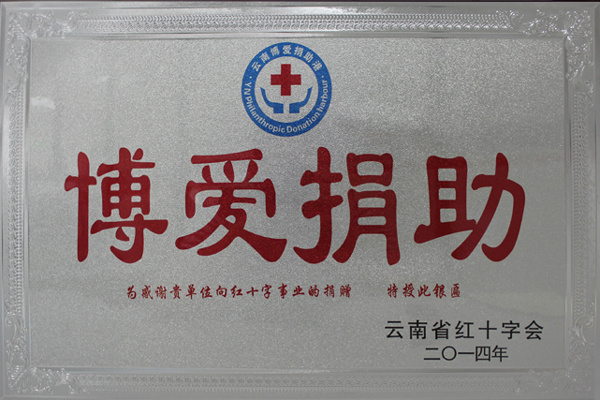 云南博爱捐助港
YN Philanthropic Donation harbour
博爱捐助
为感谢贵单位向红十字事业的捐赠 特授此银匾
云南省红十字会
二〇一四年